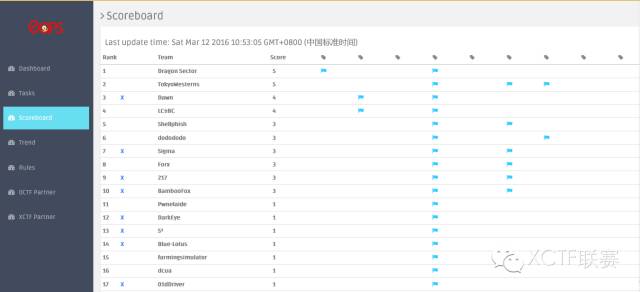 0ops
> Scoreboard
Last update time: Sat Mar 12 2016 10:53:05 GMT+0800 (中国标准时间)
Dashboard
Tasks
Scoreboard
Trend
Rules
0CTF Partner
XCTF Partner
Rank Team Score
1 Dragon Sector 5
2 TokyoWesterns 5
3 X Dawn 4
4 LC↯BC 4
5 Shellphish 3
6 dodododo 3
7 X Sigma 3
8 Forx 3
9 X 217 3
10 X BambooFox 3
11 Pwnelaide 1
12 X DarkEye 1
13 X 1
14 X Blue-Lotus 1
15 farmingsimulator 1
16 dcua 1
17 X OldDriver 1
XCTF联赛